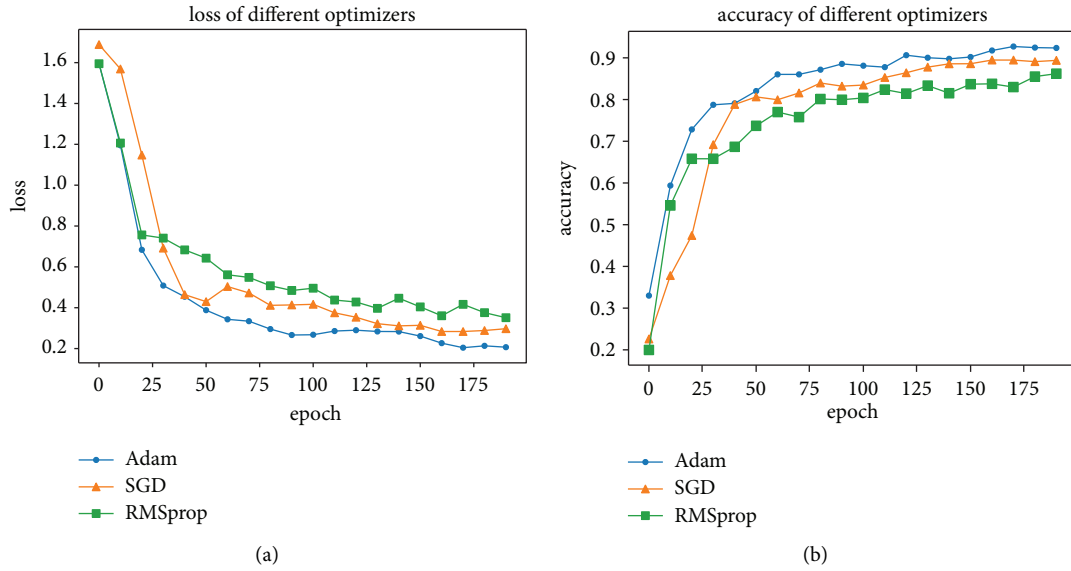 loss of different optimizers
1.6
1.4
1.2
1.0
0.8
0.6
0.4
0.2
loss
0 25 50 75 100 125 150 175
epoch
Adam
SGD
RMSprop
(a)
accuracy of different optimizers
0.9
0.8
0.7
0.6
0.5
0.4
0.3
0.2
accuracy
0 25 50 75 100 125 150 175
epoch
Adam
SGD
RMSprop
(b)